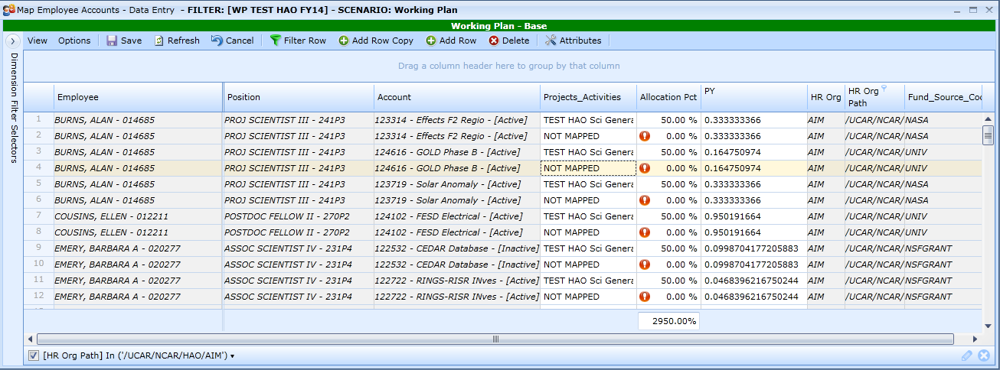 Map Employee Accounts - Data Entry - FILTER: [WP TEST HAO FY14] - SCENARIO: Working Plan
Working Plan - Base
View Options Save Refresh Cancel Filter Row Add Row Copy Add Row Delete Attributes
Dimension Filter Selectors
Drag a column header here to group by that column
Employee Position Account Projects_Activities Allocation Pct PY HR Org HR Org Path Fund_Source_Coo
1 BURNS, ALAN - 014685 PROJ SCIENTIST III - 241P3 123314 - Effects F2 Regio - [Active] TEST HAO Sci Genera 50.00 % 0.333333366 AIM /UCAR/NCAR/ NASA
2 BURNS, ALAN - 014685 PROJ SCIENTIST III - 241P3 123314 - Effects F2 Regio - [Active] NOT MAPPED 0.00 % 0.333333366 AIM /UCAR/NCAR/ NASA
3 BURNS, ALAN - 014685 PROJ SCIENTIST III - 241P3 124616 - GOLD Phase B - [Active] TEST HAO Sci Genera 50.00 % 0.164750974 AIM /UCAR/NCAR/ UNIV
4 BURNS, ALAN - 014685 PROJ SCIENTIST III - 241P3 124616 - GOLD Phase B - [Active] NOT MAPPED 0.00 % 0.164750974 AIM /UCAR/NCAR/ UNIV
5 BURNS, ALAN - 014685 PROJ SCIENTIST III - 241P3 123719 - Solar Anomaly - [Active] TEST HAO Sci Genera 50.00 % 0.333333366 AIM /UCAR/NCAR/ NASA
6 BURNS, ALAN - 014685 PROJ SCIENTIST III - 241P3 123719 - Solar Anomaly - [Active] NOT MAPPED 0.00 % 0.333333366 AIM /UCAR/NCAR/ NASA
7 COUSINS, ELLEN - 012211 POSTDOC FELLOW II - 270P2 124102 - FESD Electrical - [Active] TEST HAO Sci Genera 50.00 % 0.950191664 AIM /UCAR/NCAR/ UNIV
8 COUSINS, ELLEN - 012211 POSTDOC FELLOW II - 270P2 124102 - FESD Electrical - [Active] NOT MAPPED 0.00 % 0.950191664 AIM /UCAR/NCAR/ UNIV
9 EMERY, BARBARA A - 020277 ASSOC SCIENTIST IV - 231P4 122532 - CEDAR Database - [Inactive] TEST HAO Sci Genera 50.00 % 0.0998704177205883 AIM /UCAR/NCAR/ NSFGRANT
10 EMERY, BARBARA A - 020277 ASSOC SCIENTIST IV - 231P4 122532 - CEDAR Database - [Inactive] NOT MAPPED 0.00 % 0.0998704177205883 AIM /UCAR/NCAR/ NSFGRANT
11 EMERY, BARBARA A - 020277 ASSOC SCIENTIST IV - 231P4 122722 - RINGS-RISR INves - [Active] TEST HAO Sci Genera 50.00 % 0.0468396216750244 AIM /UCAR/NCAR/ NSFGRANT
12 EMERY, BARBARA A - 020277 ASSOC SCIENTIST IV - 231P4 122722 - RINGS-RISR INves - [Active] NOT MAPPED 0.00 % 0.0468396216750244 AIM /UCAR/NCAR/ NSFGRANT
2950.00%
[HR Org Path] In ('/UCAR/NCAR/HAO/AIM')